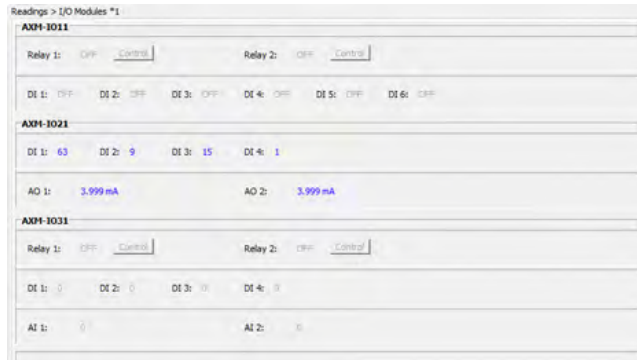 Readings > I/O Modules *1
AXM-IO11
Relay 1: OFF Control Relay 2: OFF Control
DI 1: OFF DI 2: OFF DI 3: OFF DI 4: OFF DI 5: OFF DI 6: OFF
AXM-IO21
DI 1: 63 DI 2: 9 DI 3: 15 DI 4: 1
AO 1: 3.999 mA AO 2: 3.999 mA
AXM-IO31
Relay 1: OFF Control Relay 2: OFF Control
DI 1: 0 DI 2: 0 DI 3: 0 DI 4: 0
AI 1: 0 AI 2: 0